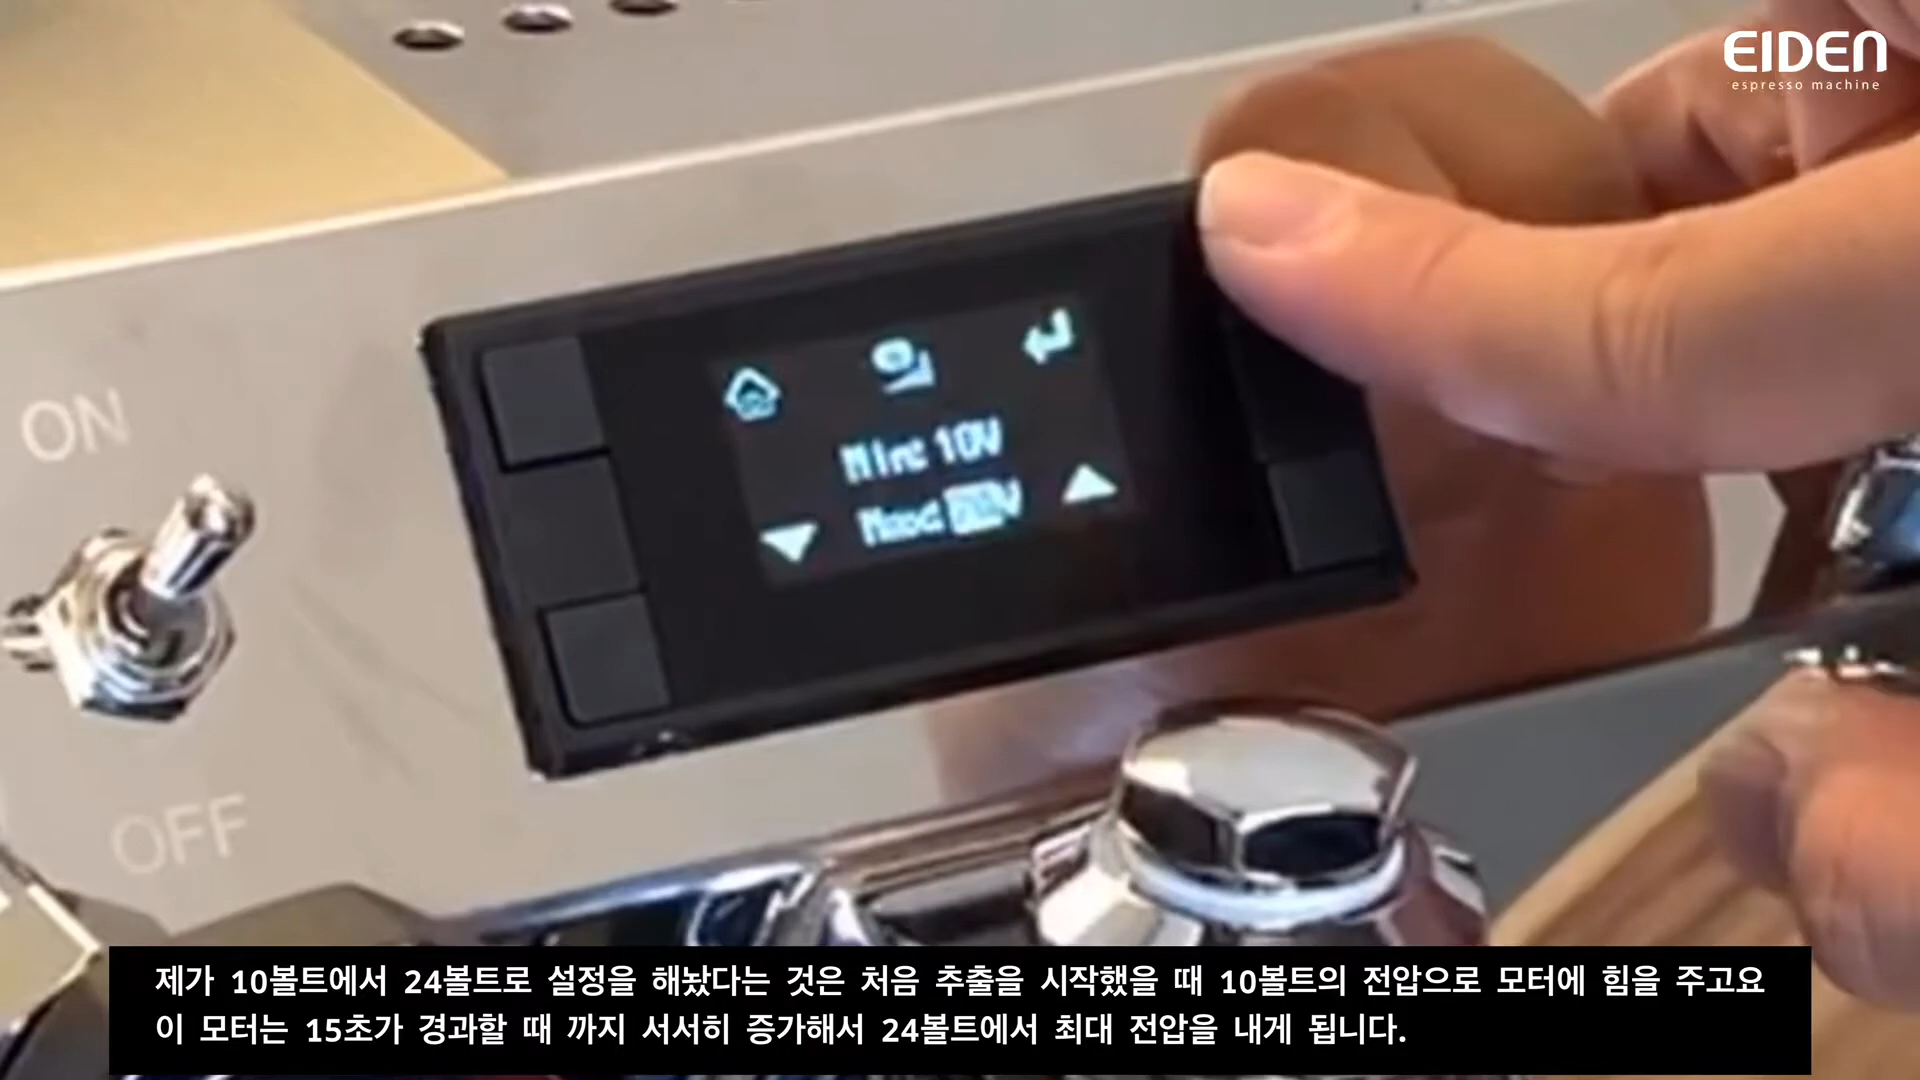 EIDEN
espresso machine
ON
Min: 10V
Max: V
OFF
제가 10볼트에서 24볼트로 설정을 해놨다는 것은 처음 추출을 시작했을 때 10볼트의 전압으로 모터에 힘을 주고요
이 모터는 15초가 경과할 때 까지 서서히 증가해서 24볼트에서 최대 전압을 내게 됩니다.